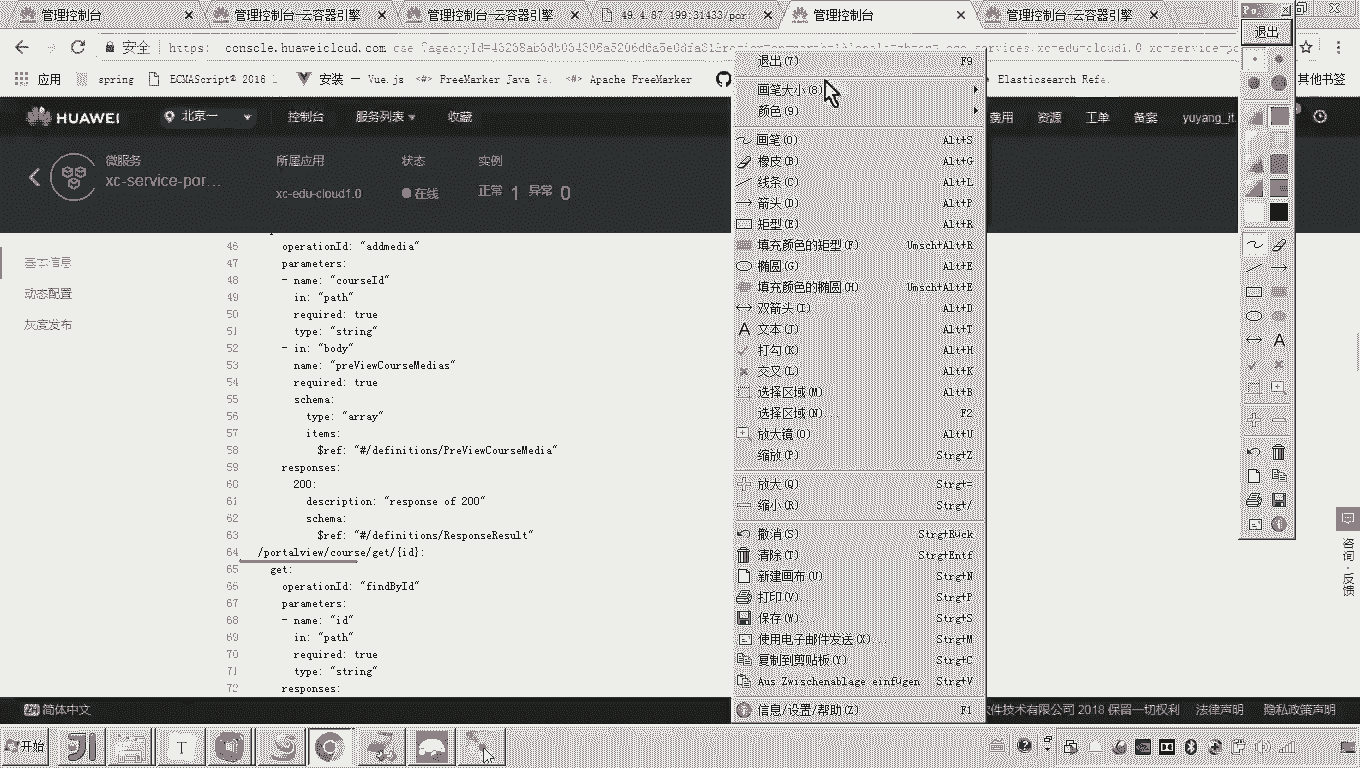 管理控制台
管理控制台-云容器引擎
管理控制台-云容器引擎
49.4.87.199:31433/por
管理控制台
管理控制台-云容器引擎
退出
安全
https:
console.huaweicloud.com
应用
spring
安装 — Vue.js
<#> FreeMarker Java Te
<#> Apache FreeMarker
Elasticsearch Refe
其他书签
HUAWEI
北京一
控制台
服务列表
收藏
费用
资源
工单
备案
微服务
xc-service-por...
所属应用
xc-edu-cloud1.0
状态
在线
实例
正常 1 异常 0
基本信息
动态配置
灰度发布
46 operationId: "addmedia"
47 parameters:
48 - name: "courseId"
49 in: "path"
50 required: true
51 type: "string"
52 - in: "body"
53 name: "preViewCourseMedias"
54 required: true
55 schema:
56 type: "array"
57 items:
58 $ref: "#/definitions/PreViewCourseMedia"
59 responses:
60 200:
61 description: "response of 200"
62 schema:
63 $ref: "#/definitions/ResponseResult"
64 /portalview/course/get/{id}:
65 get:
66 operationId: "findById"
67 parameters:
68 - name: "id"
69 in: "path"
70 required: true
71 type: "string"
72 responses:
退出(7) F9
画笔大小(8)
颜色(9)
画笔(O) Alt+S
橡皮(B) Alt+G
线条(C) Alt+L
箭头(D) Alt+P
矩型(E) Alt+R
填充颜色的矩型(F) Umsch+Alt+R
椭圆(G) Alt+E
填充颜色的椭圆(H) Umsch+Alt+E
双箭头(I) Alt+D
文本(J) Alt+T
打勾(K) Alt+H
交叉(L) Alt+K
选择区域(M) Alt+B
选择区域(N)... F2
放大镜(O) Alt+U
缩放(P) Strg+Z
放大(Q) Strg+=
缩小(R) Strg+/
撤消(S) Strg+Rück
清除(T) Strg+Entf
新建画布(U) Strg+N
打印(V)... Strg+P
保存(W)... Strg+S
使用电子邮件发送(X)... Strg+M
复制到剪贴板(Y) Strg+C
Aus Zwischenablage einfügen Strg+V
信息/设置/帮助(Z) F1
咨询·反馈
简体中文
软件技术有限公司 2018 保留一切权利
法律声明
隐私政策声明
开始